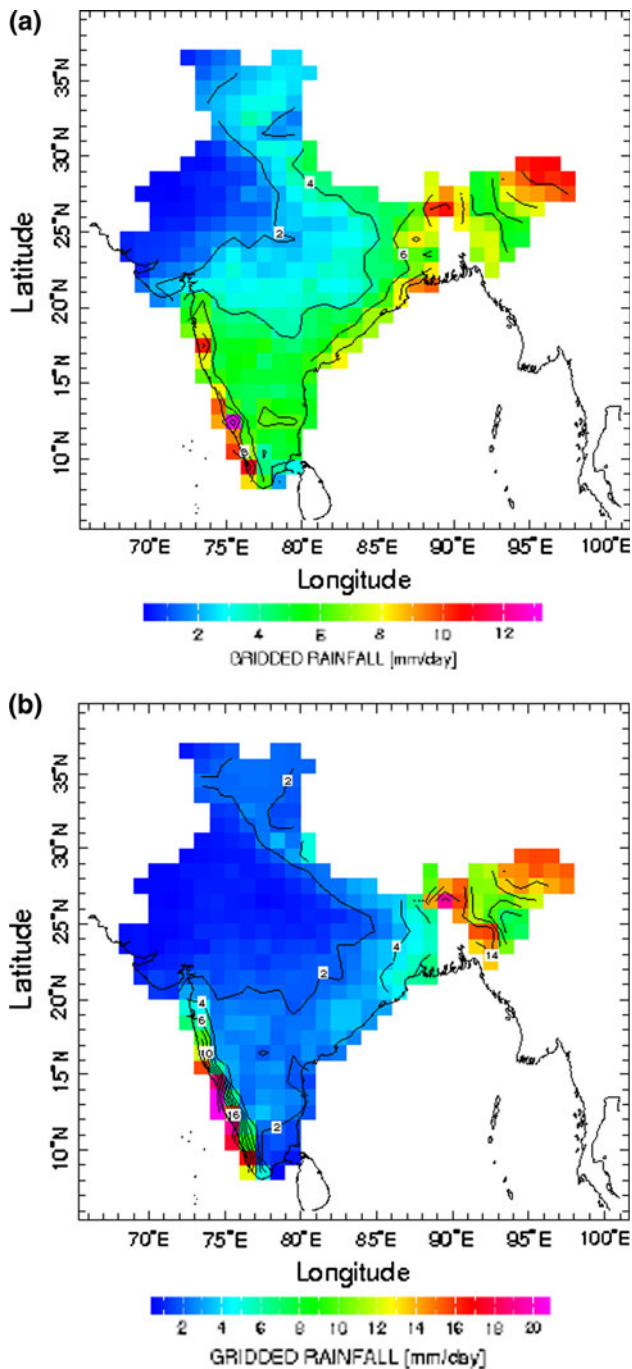 (a)
35°N
30°N
25°N
20°N
15°N
10°N
Latitude
4
2
6
8
70°E 75°E 80°E 85°E 90°E 95°E 100°E
Longitude
2 4 6 8 10 12
GRIDDED RAINFALL [mm/day]
(b)
35°N
30°N
25°N
20°N
15°N
10°N
Latitude
2
4
2
14
4
6
10
16
2
70°E 75°E 80°E 85°E 90°E 95°E 100°E
Longitude
2 4 6 8 10 12 14 16 18 20
GRIDDED RAINFALL [mm/day]